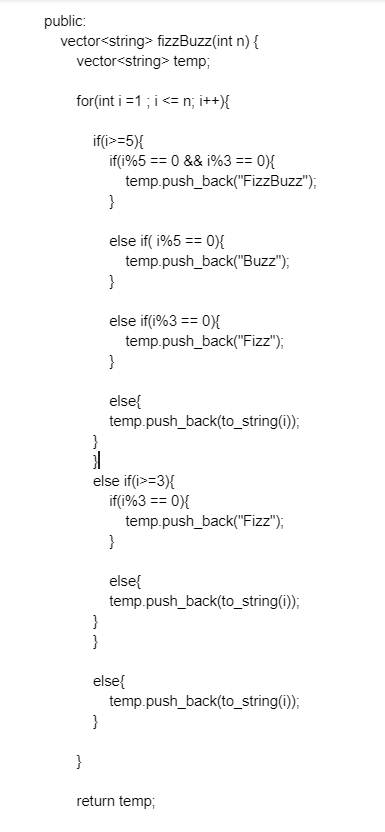 public:
vector<string> fizzBuzz(int n) {
vector<string> temp;
for(int i =1 ; i <= n; i++){
if(i>=5){
if(i%5 == 0 && i%3 == 0){
temp.push_back("FizzBuzz");
}
else if( i%5 == 0){
temp.push_back("Buzz");
}
else if(i%3 == 0){
temp.push_back("Fizz");
}
else{
temp.push_back(to_string(i));
}
}
else if(i>=3){
if(i%3 == 0){
temp.push_back("Fizz");
}
else{
temp.push_back(to_string(i));
}
}
else{
temp.push_back(to_string(i));
}
}
return temp;